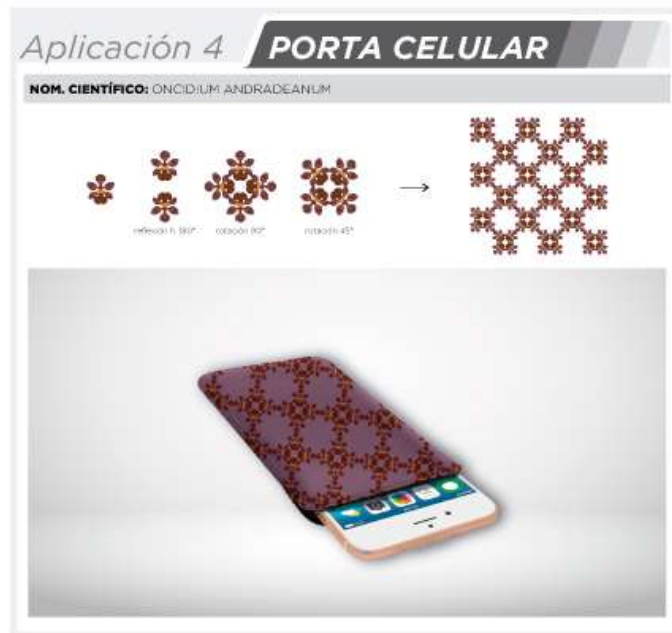 Aplicación 4
PORTA CELULAR
NOM. CIENTÍFICO: ONCIDIUM ANDRADEANUM
reflexión h. 180°
rotación 90°
rotación 45°